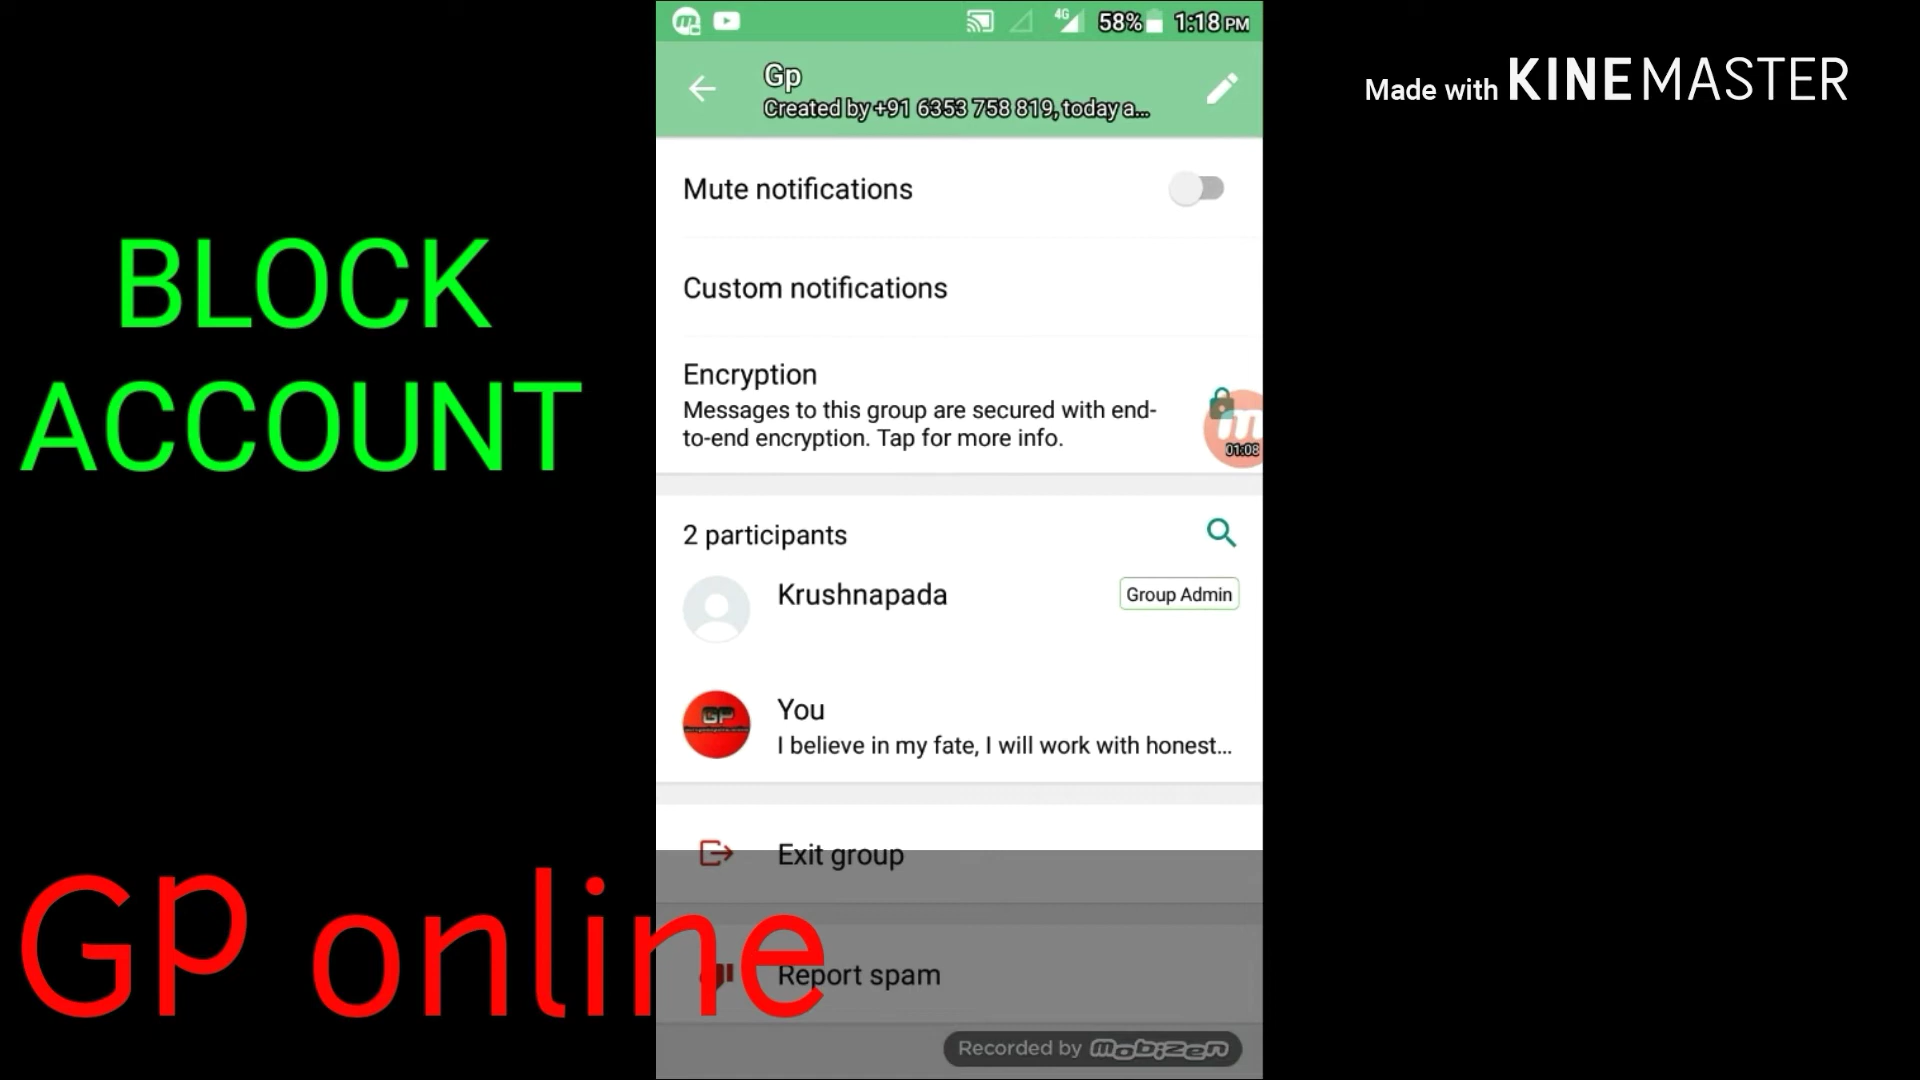 4G 58% 1:18 PM
Gp
Created by +91 6353 758 819, today a...
Made with KINEMASTER
Mute notifications
BLOCK
ACCOUNT
Custom notifications
Encryption
Messages to this group are secured with end-
to-end encryption. Tap for more info.
01:08
2 participants
Krushnapada
Group Admin
GP
You
I believe in my fate, I will work with honest...
Exit group
GP online
Report spam
Recorded by mobizen